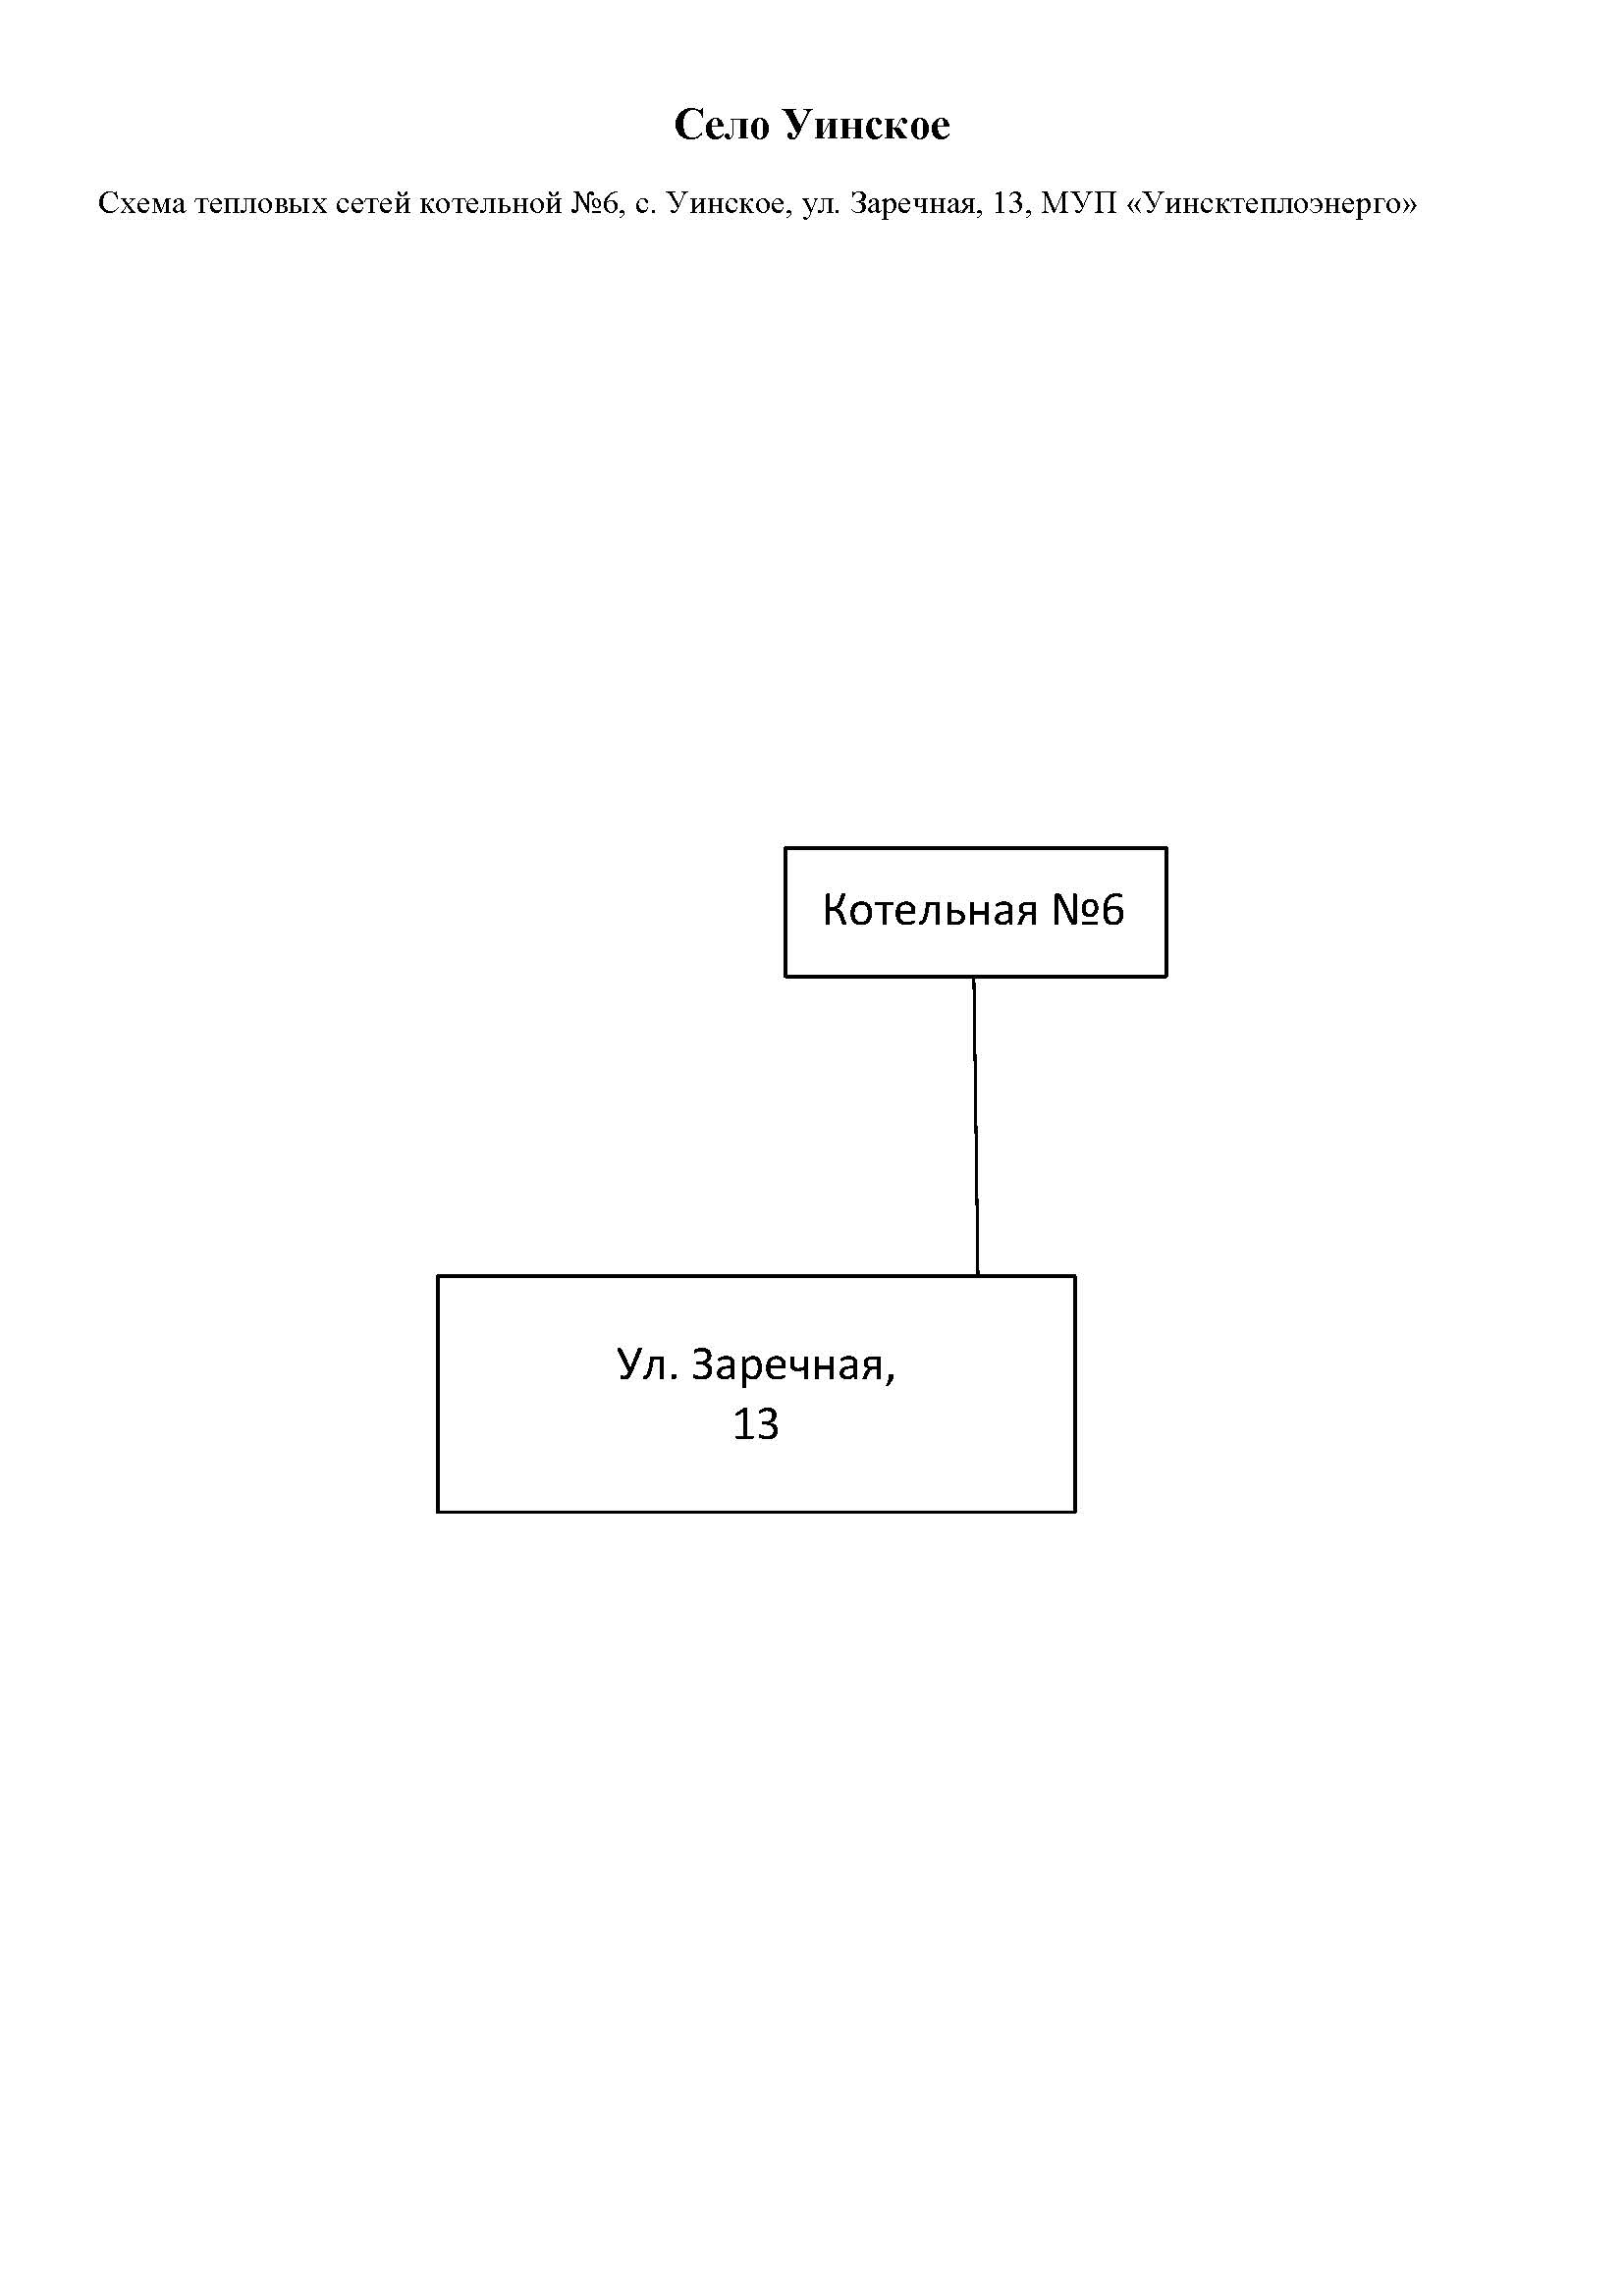 Село Уинское
Схема тепловых сетей котельной №6, с. Уинское, ул. Заречная, 13, МУП «Уинсктеплоэнерго»
Котельная №6
Ул. Заречная,
13